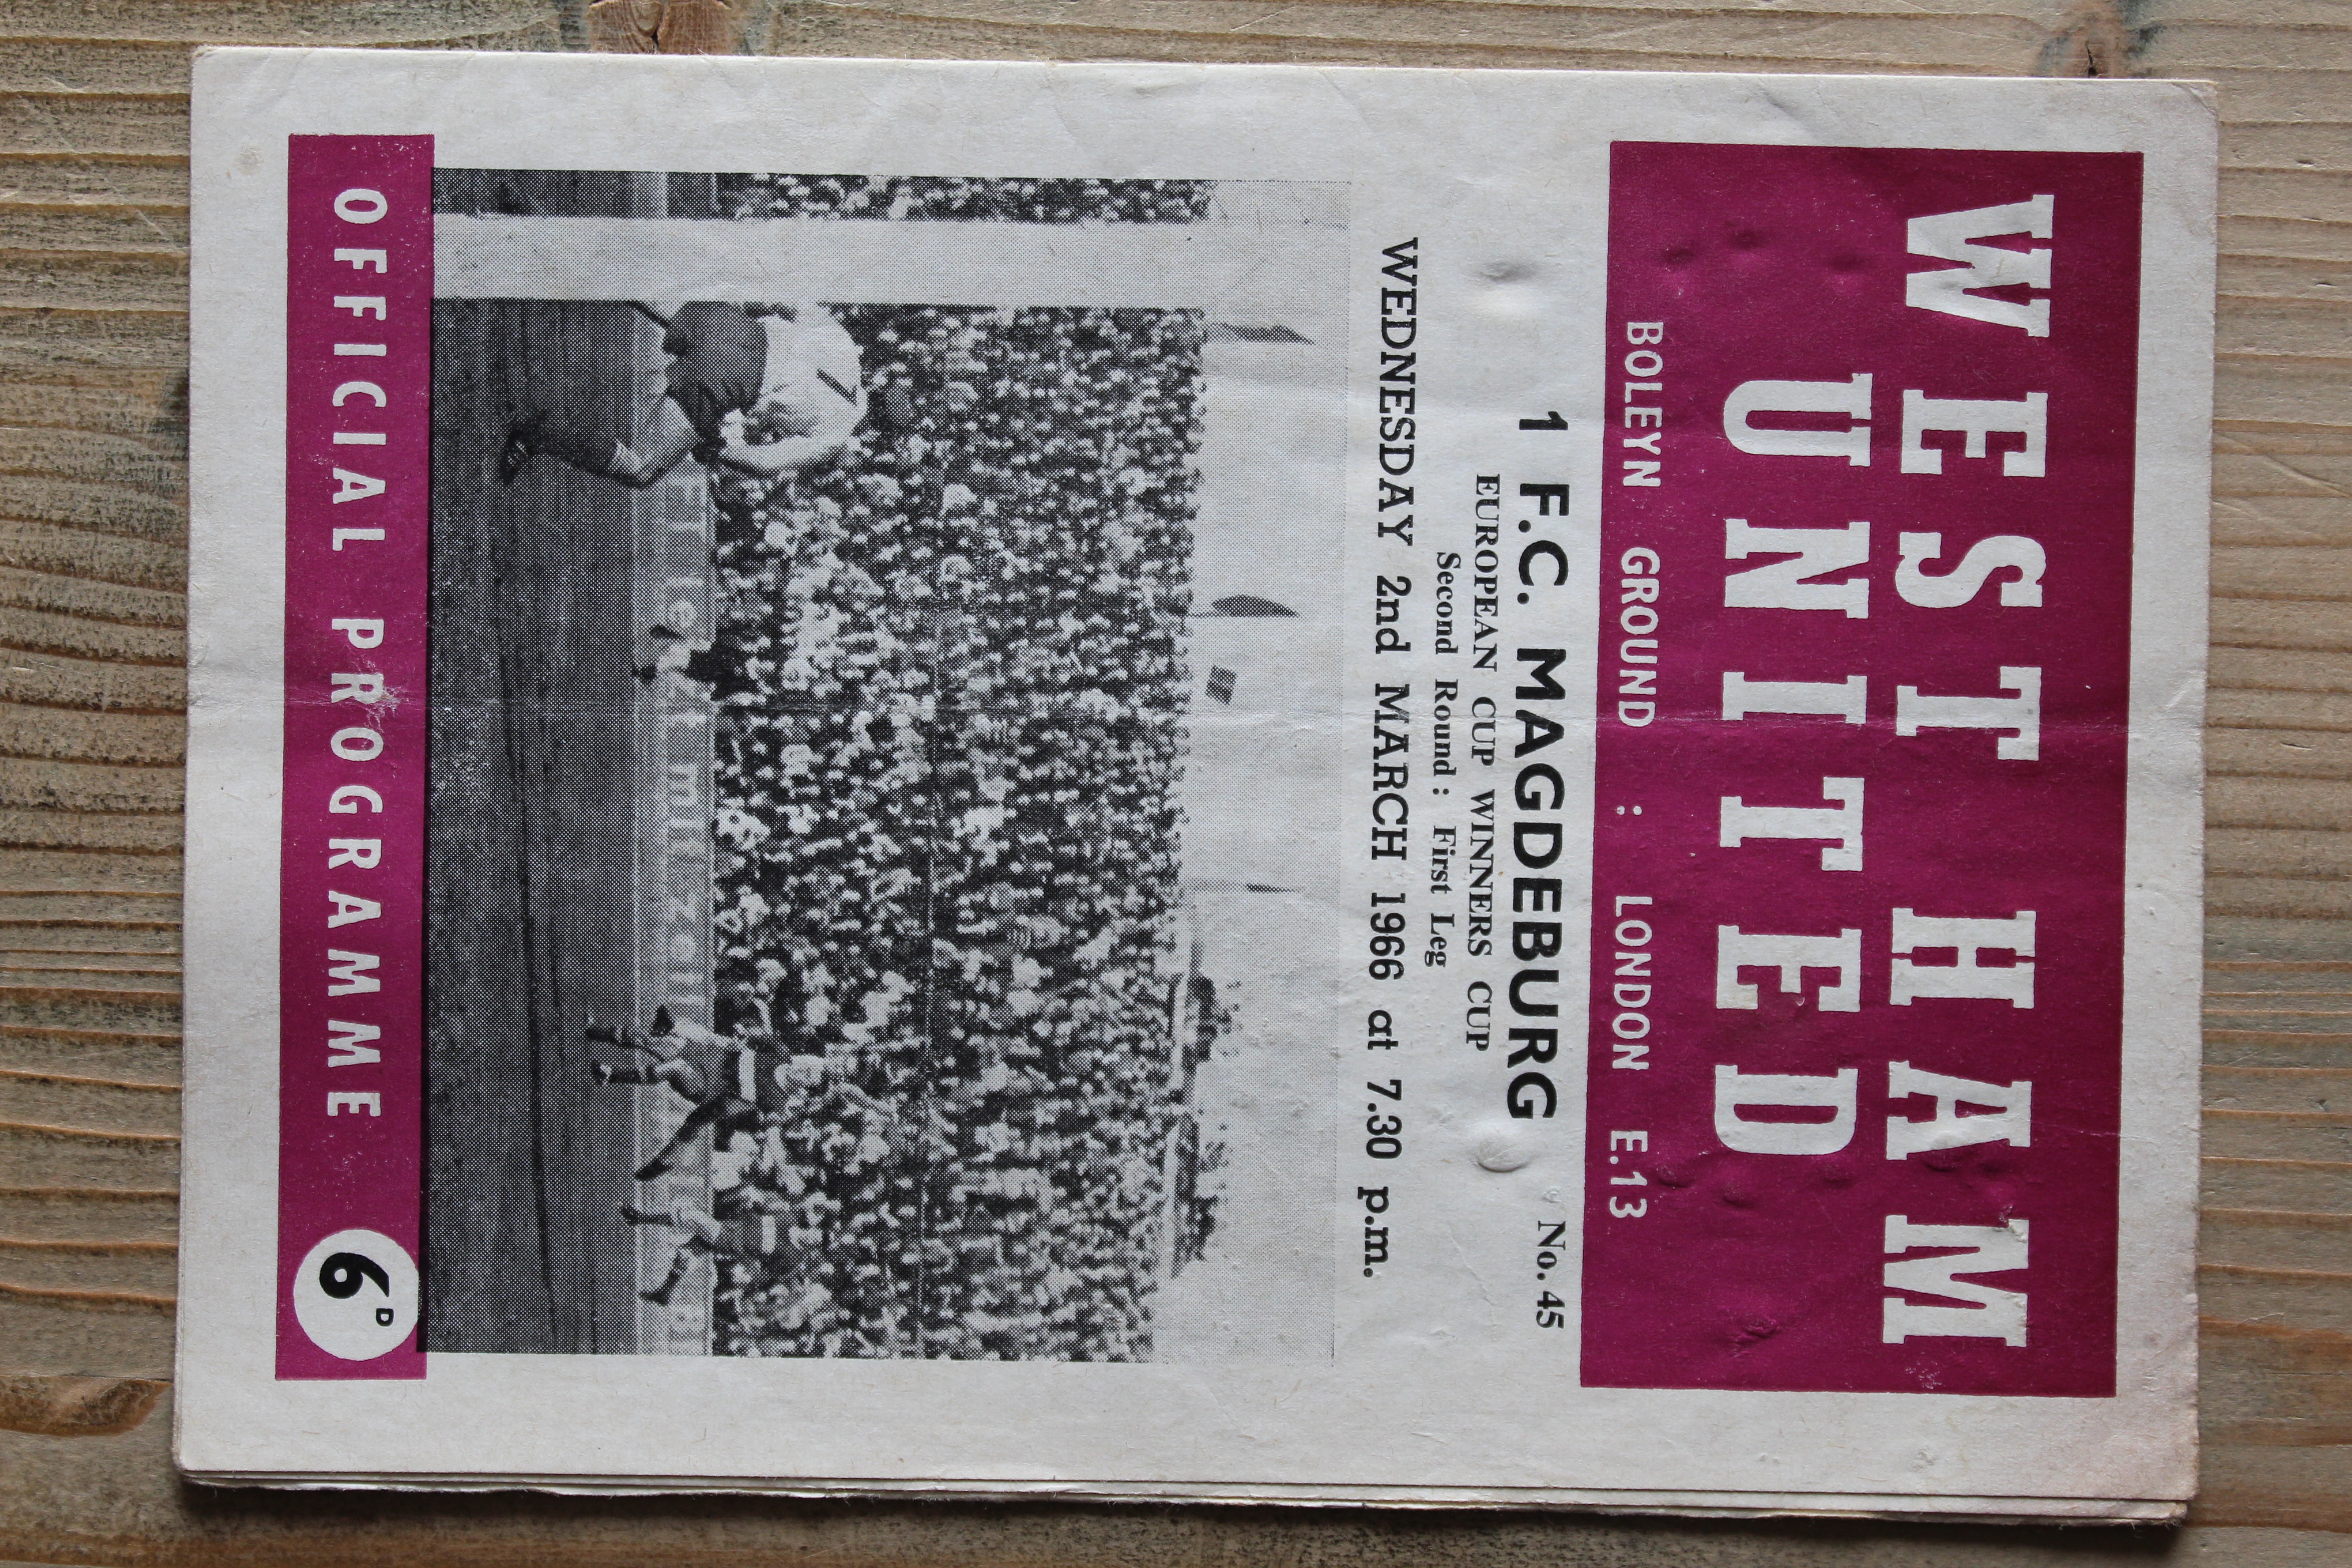 WEST HAM
UNITED
BOLEYN GROUND : LONDON E.13
1 F.C. MAGDEBURG
No. 45
EUROPEAN CUP WINNERS CUP
Second Round : First Leg
WEDNESDAY 2nd MARCH 1966 at 7.30 p.m.
OFFICIAL PROGRAMME
6D